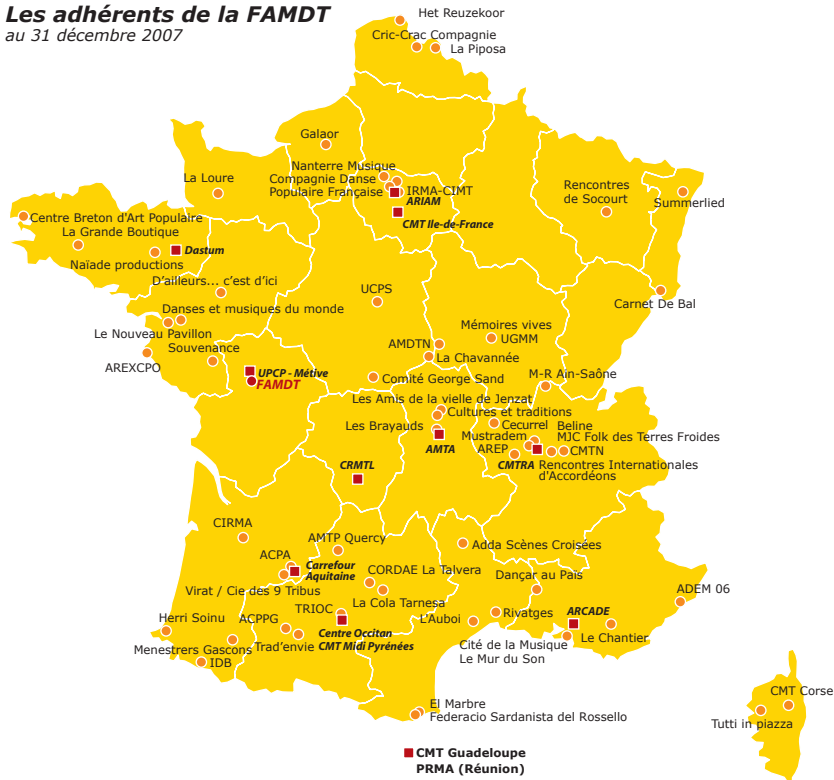 Les adhérents de la FAMDT
au 31 décembre 2007
Het Reuzekoor
Cric-Crac Compagnie
La Piposa
Galaor
Nanterre Musique
Compagnie Danse
Populaire Française
IRMA-CIMT
ARIAM
CMT Ile-de-France
La Loure
Rencontres
de Socourt
Summerlied
Centre Breton d'Art Populaire
La Grande Boutique
Dastum
Naïade productions
D'ailleurs... c'est d'ici
UCPS
Carnet De Bal
Danses et musiques du monde
Le Nouveau Pavillon
Souvenance
AREXCPO
Mémoires vives
UGMM
AMDTN
La Chavannée
UPCP - Métive
FAMDT
Comité George Sand
M-R Ain-Saône
Les Amis de la vielle de Jenzat
Cultures et traditions
Les Brayauds
AMTA
Cecurrel
Beline
Mustradem
MJC Folk des Terres Froides
AREP
CMTN
CMTRA
Rencontres Internationales
d'Accordéons
CRMTL
CIRMA
AMTP Quercy
Adda Scènes Croisées
ACPA
Carrefour
Aquitaine
CORDAE La Talvera
Dançar au Païs
Virat / Cie des 9 Tribus
La Cola Tarnesa
ADEM 06
TRIOC
Herri Soinu
ACPPG
L'Auboi
Rivatges
ARCADE
Centre Occitan
CMT Midi Pyrénées
Menestrers Gascons
Trad'envie
IDB
Cité de la Musique
Le Mur du Son
Le Chantier
El Marbre
Federacio Sardanista del Rossello
CMT Corse
Tutti in piazza
CMT Guadeloupe
PRMA (Réunion)